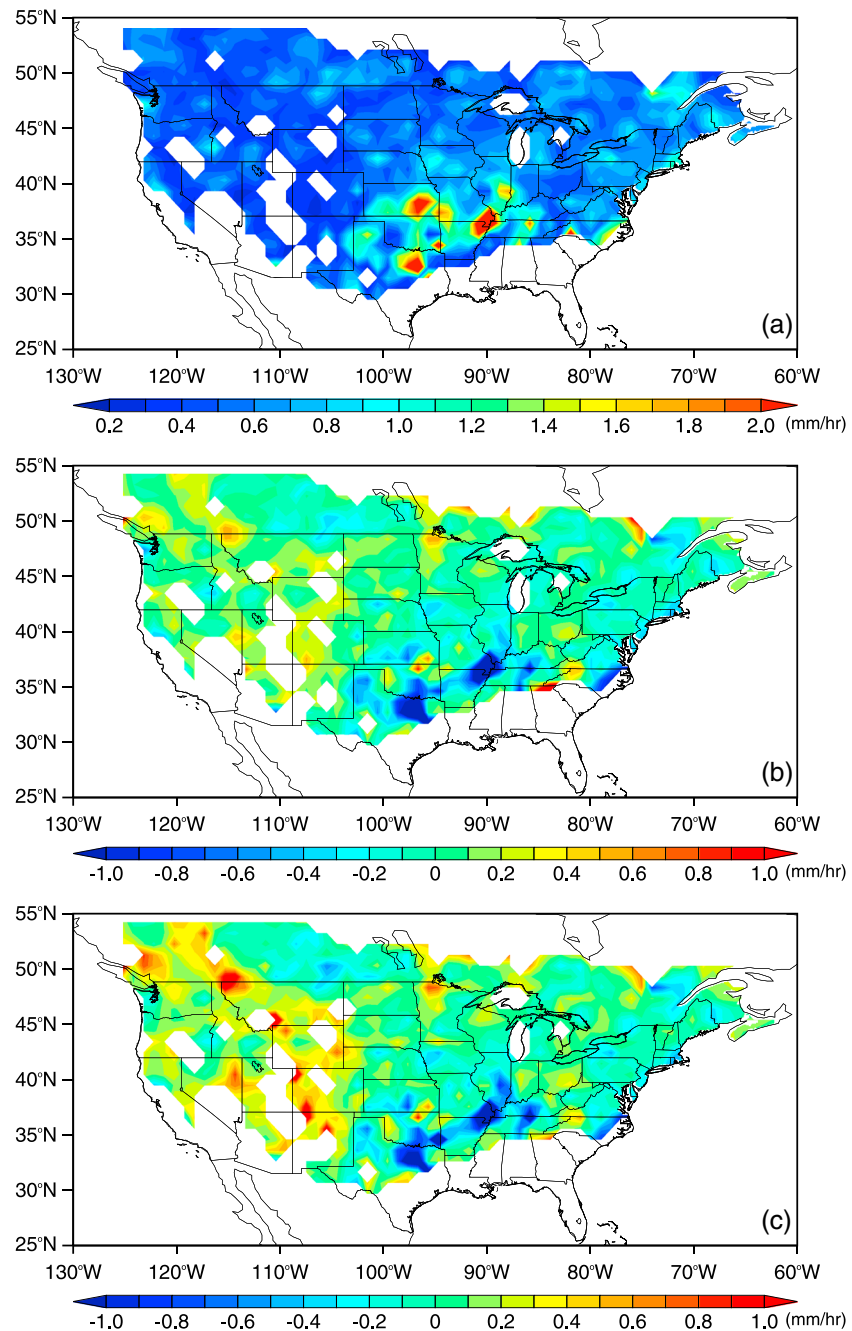 55°N
50°N
45°N
40°N
35°N
30°N
25°N
(a)
130°W 120°W 110°W 100°W 90°W 80°W 70°W 60°W
0.2 0.4 0.6 0.8 1.0 1.2 1.4 1.6 1.8 2.0 (mm/hr)
55°N
50°N
45°N
40°N
35°N
30°N
25°N
(b)
130°W 120°W 110°W 100°W 90°W 80°W 70°W 60°W
-1.0 -0.8 -0.6 -0.4 -0.2 0 0.2 0.4 0.6 0.8 1.0 (mm/hr)
55°N
50°N
45°N
40°N
35°N
30°N
25°N
(c)
130°W 120°W 110°W 100°W 90°W 80°W 70°W 60°W
-1.0 -0.8 -0.6 -0.4 -0.2 0 0.2 0.4 0.6 0.8 1.0 (mm/hr)